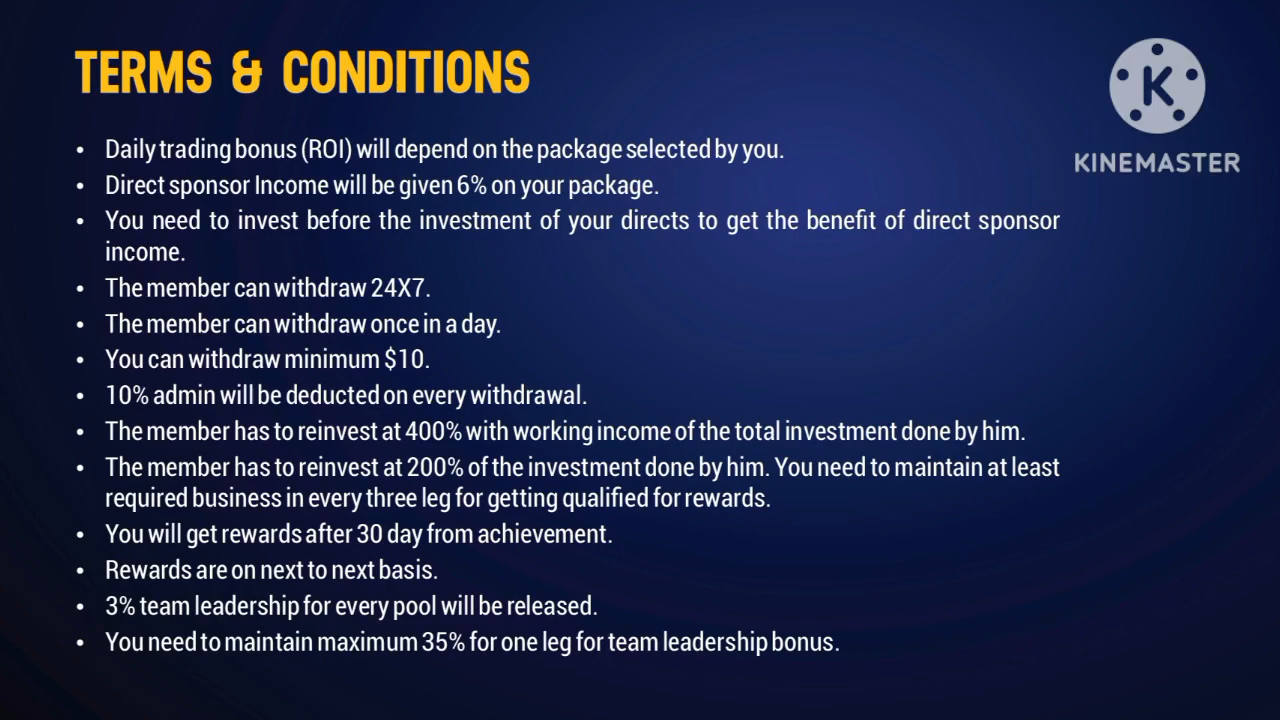 TERMS & CONDITIONS
K
KINEMASTER
• Daily trading bonus (ROI) will depend on the package selected by you.
• Direct sponsor Income will be given 6% on your package.
• You need to invest before the investment of your directs to get the benefit of direct sponsor
income.
• The member can withdraw 24X7.
• The member can withdraw once in a day.
• You can withdraw minimum $10.
• 10% admin will be deducted on every withdrawal.
• The member has to reinvest at 400% with working income of the total investment done by him.
• The member has to reinvest at 200% of the investment done by him. You need to maintain at least
required business in every three leg for getting qualified for rewards.
• You will get rewards after 30 day from achievement.
• Rewards are on next to next basis.
• 3% team leadership for every pool will be released.
• You need to maintain maximum 35% for one leg for team leadership bonus.